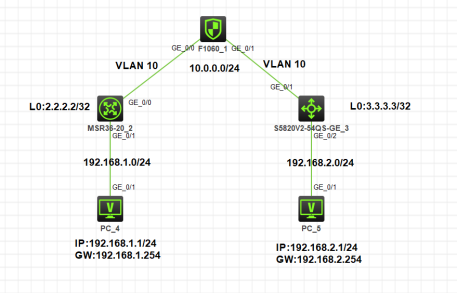 GE_0/0
F1060_1
GE_0/1
VLAN 10
10.0.0.0/24
VLAN 10
GE_0/1
L0:2.2.2.2/32
GE_0/0
L0:3.3.3.3/32
MSR36-20_2
S5820V2-54QS-GE_3
GE_0/1
GE_0/2
192.168.1.0/24
192.168.2.0/24
GE_0/1
GE_0/1
V
V
PC_4
PC_5
IP:192.168.1.1/24
GW:192.168.1.254
IP:192.168.2.1/24
GW:192.168.2.254